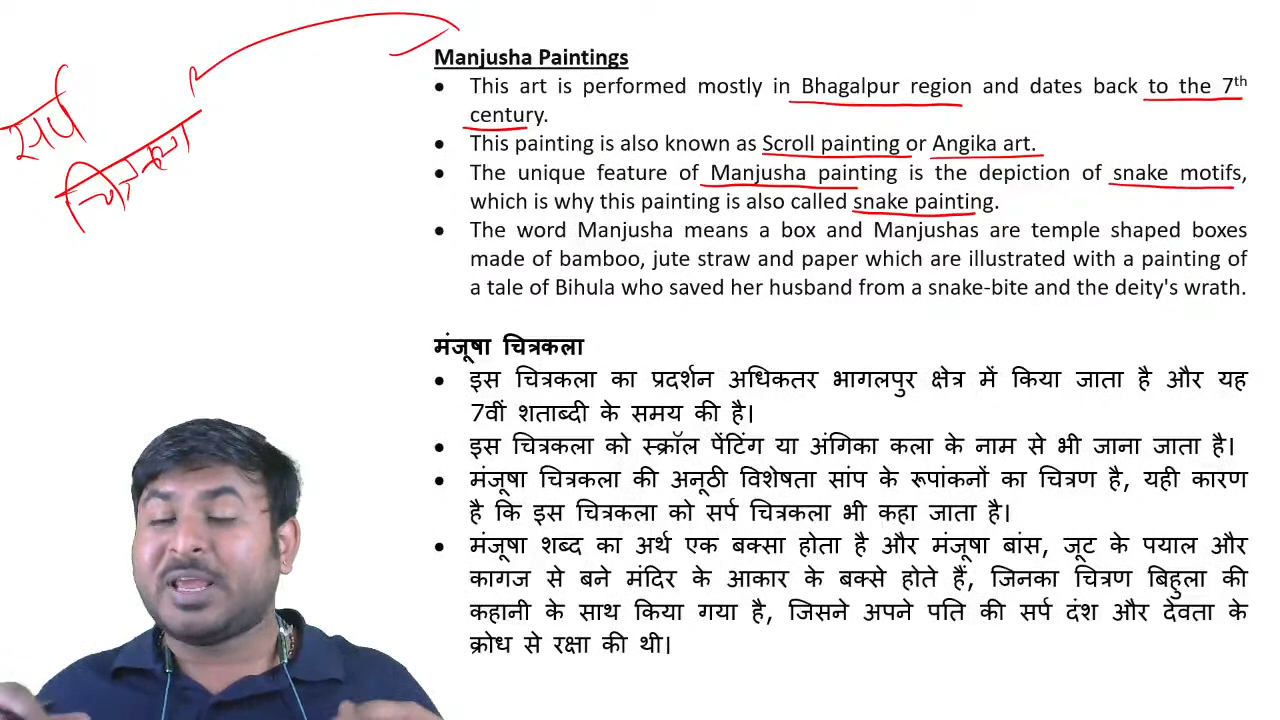 सर्प
चित्रकला
Manjusha Paintings
• This art is performed mostly in Bhagalpur region and dates back to the 7th
century.
• This painting is also known as Scroll painting or Angika art.
• The unique feature of Manjusha painting is the depiction of snake motifs,
which is why this painting is also called snake painting.
• The word Manjusha means a box and Manjushas are temple shaped boxes
made of bamboo, jute straw and paper which are illustrated with a painting of
a tale of Bihula who saved her husband from a snake-bite and the deity's wrath.
मंजूषा चित्रकला
• इस चित्रकला का प्रदर्शन अधिकतर भागलपुर क्षेत्र में किया जाता है और यह
7वीं शताब्दी के समय की है।
• इस चित्रकला को स्क्रॉल पेंटिंग या अंगिका कला के नाम से भी जाना जाता है।
• मंजूषा चित्रकला की अनूठी विशेषता सांप के रूपांकनों का चित्रण है, यही कारण
है कि इस चित्रकला को सर्प चित्रकला भी कहा जाता है।
• मंजूषा शब्द का अर्थ एक बक्सा होता है और मंजूषा बांस, जूट के पयाल और
कागज से बने मंदिर के आकार के बक्से होते हैं, जिनका चित्रण बिहुला की
कहानी के साथ किया गया है, जिसने अपने पति की सर्प दंश और देवता के
क्रोध से रक्षा की थी।